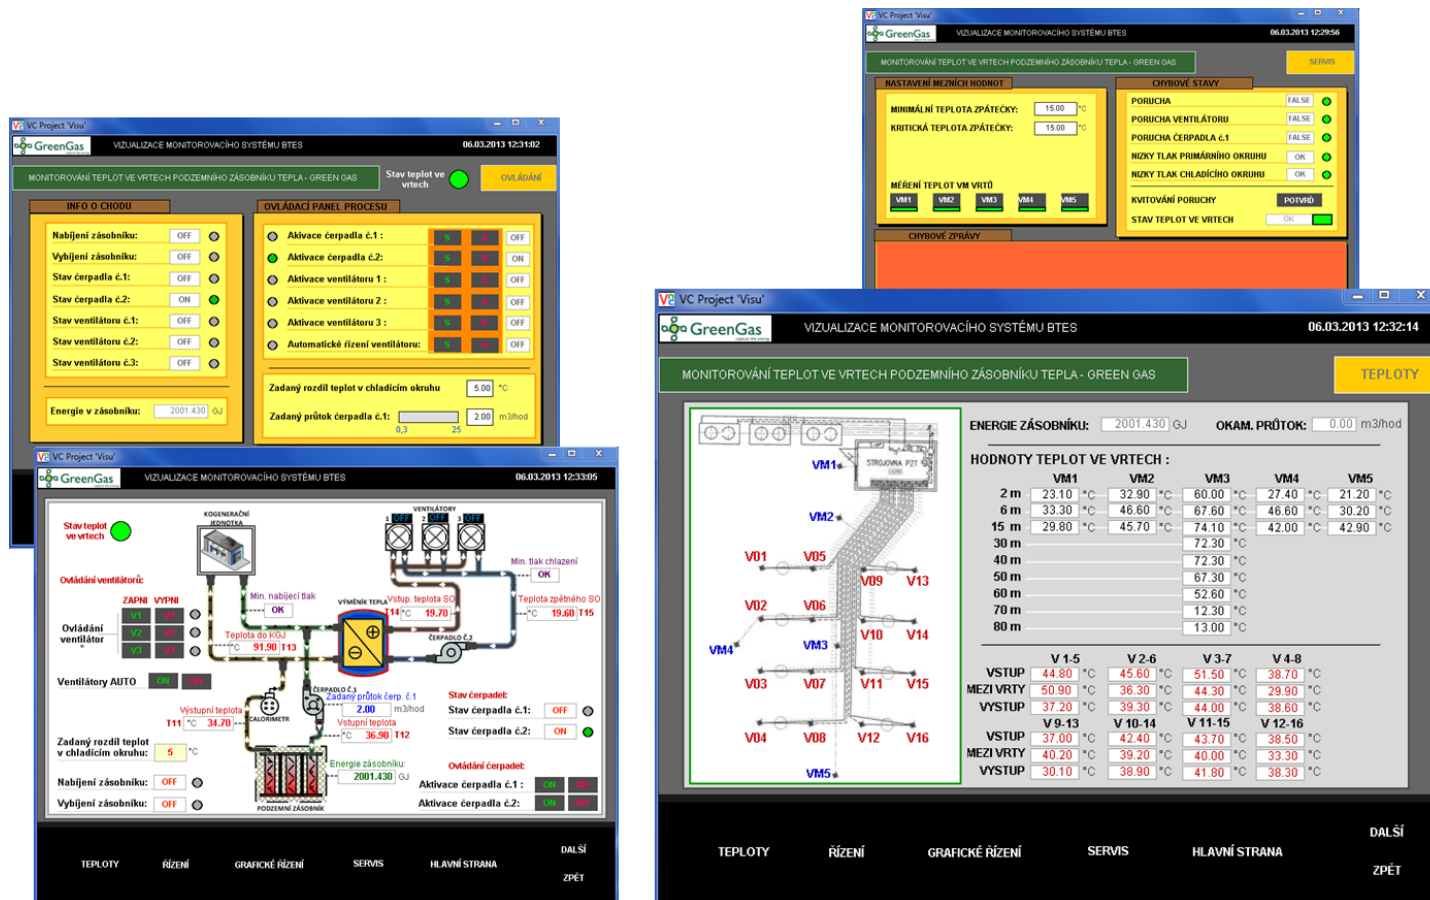 VC Project 'Visu'
GreenGas
VIZUALIZACE MONITOROVACÍHO SYSTÉMU BTES
06.03.2013 12:31:02
MONITOROVÁNÍ TEPLOT VE VRTECH PODZEMNÍHO ZÁSOBNÍKU TEPLA - GREEN GAS
Stav teplot ve
vrtech
OVLÁDÁNÍ
INFO O CHODU
Nabíjení zásobníku: OFF
Vybíjení zásobníku: OFF
Stav čerpadla č.1: OFF
Stav čerpadla č.2: ON
Stav ventilátoru č.1: OFF
Stav ventilátoru č.2: OFF
Stav ventilátoru č.3: OFF
Energie v zásobníku: 2001.430 GJ
OVLÁDACÍ PANEL PROCESU
Akivace čerpadla č.1 : S R OFF
Aktivace čerpadla č.2: S R ON
Aktivace ventilátoru 1 : S R OFF
Aktivace ventilátoru 2 : S R OFF
Aktivace ventilátoru 3 : S R OFF
Automatické řízení ventilátoru: S R OFF
Zadaný rozdíl teplot v chladícím okruhu 5.00 °C
Zadaný průtok čerpadla č.1: 2.00 m3/hod
0,3 25
VC Project 'Visu'
GreenGas
VIZUALIZACE MONITOROVACÍHO SYSTÉMU BTES
06.03.2013 12:29:56
MONITOROVÁNÍ TEPLOT VE VRTECH PODZEMNÍHO ZÁSOBNÍKU TEPLA - GREEN GAS
SERVIS
NASTAVENÍ MEZNÍCH HODNOT
MINIMÁLNÍ TEPLOTA ZPÁTEČKY: 15.00 °C
KRITICKÁ TEPLOTA ZPÁTEČKY: 15.00 °C
MĚŘENÍ TEPLOT VM VRTŮ
VM1 VM2 VM3 VM4 VM5
CHYBOVÉ STAVY
PORUCHA FALSE
PORUCHA VENTILÁTORU FALSE
PORUCHA ČERPADLA č.1 FALSE
NIZKY TLAK PRIMÁRNÍHO OKRUHU OK
NIZKY TLAK CHLADÍCÍHO OKRUHU OK
KVITOVÁNÍ PORUCHY POTVRĎ
STAV TEPLOT VE VRTECH OK
CHYBOVÉ ZPRÁVY
VC Project 'Visu'
GreenGas
VIZUALIZACE MONITOROVACÍHO SYSTÉMU BTES
06.03.2013 12:33:05
Stav teplot
ve vrtech
KOGENERAČNÍ
JEDNOTKA
VENTILÁTORY
1 OFF 2 OFF 3 OFF
Min. tlak chlazení
OK
Ovládání ventilátorů:
ZAPNI VYPNI
V1 V1
V2 V2
V3 V3
Ovládání
ventilátor
Min. nabíjecí tlak
OK
VÝMĚNÍK TEPLA
Vstup. teplota SO
T14 °C 19.70
Teplota zpětného SO
°C 19.60 T15
Teplota do KGJ
°C 91.90 T13
ČERPADLO Č.2
Ventilátory AUTO ON OFF
ČERPADLO Č.1
Zadaný průtok čerp. č.1
2.00 m3/hod
CALORIMETR
Výstupní teplota
T11 °C 34.70
Vstupní teplota
°C 36.90 T12
Stav čerpadel:
Stav čerpadla č.1: OFF
Stav čerpadla č.2: ON
Zadaný rozdíl teplot
v chladícím okruhu: 5 °C
Energie zásobníku:
2001.430 GJ
Ovládání čerpadel:
Aktivace čerpadla č.1 : ON OFF
Aktivace čerpadla č.2: ON OFF
Nabíjení zásobníku: OFF
Vybíjení zásobníku: OFF
PODZEMNÍ ZÁSOBNÍK
TEPLOTY ŘÍZENÍ GRAFICKÉ ŘÍZENÍ SERVIS HLAVNÍ STRANA
DALŠÍ
ZPĚT
VC Project 'Visu'
GreenGas
VIZUALIZACE MONITOROVACÍHO SYSTÉMU BTES
06.03.2013 12:32:14
MONITOROVÁNÍ TEPLOT VE VRTECH PODZEMNÍHO ZÁSOBNÍKU TEPLA - GREEN GAS
TEPLOTY
VM1 STROJOVNA PZT
VM2
V01 V05
V09 V13
V02 V06
V10 V14
VM4 VM3
V03 V07 V11 V15
V04 V08 V12 V16
VM5
ENERGIE ZÁSOBNÍKU: 2001.430 GJ OKAM. PRŮTOK: 0.00 m3/hod
HODNOTY TEPLOT VE VRTECH :
VM1 VM2 VM3 VM4 VM5
2 m 23.10 °C 32.90 °C 60.00 °C 27.40 °C 21.20 °C
6 m 33.30 °C 46.60 °C 67.60 °C 46.60 °C 30.20 °C
15 m 29.80 °C 45.70 °C 74.10 °C 42.00 °C 42.90 °C
30 m 72.30 °C
40 m 72.30 °C
50 m 67.30 °C
60 m 52.60 °C
70 m 12.30 °C
80 m 13.00 °C
V 1-5 V 2-6 V 3-7 V 4-8
VSTUP 44.80 °C 45.60 °C 51.50 °C 38.70 °C
MEZI VRTY 50.90 °C 36.30 °C 44.30 °C 29.90 °C
VYSTUP 37.20 °C 39.30 °C 44.00 °C 38.60 °C
V 9-13 V 10-14 V 11-15 V 12-16
VSTUP 37.00 °C 42.40 °C 43.70 °C 38.50 °C
MEZI VRTY 40.20 °C 39.20 °C 40.00 °C 33.30 °C
VYSTUP 30.10 °C 38.90 °C 41.80 °C 38.30 °C
TEPLOTY ŘÍZENÍ GRAFICKÉ ŘÍZENÍ SERVIS HLAVNÍ STRANA
DALŠÍ
ZPĚT